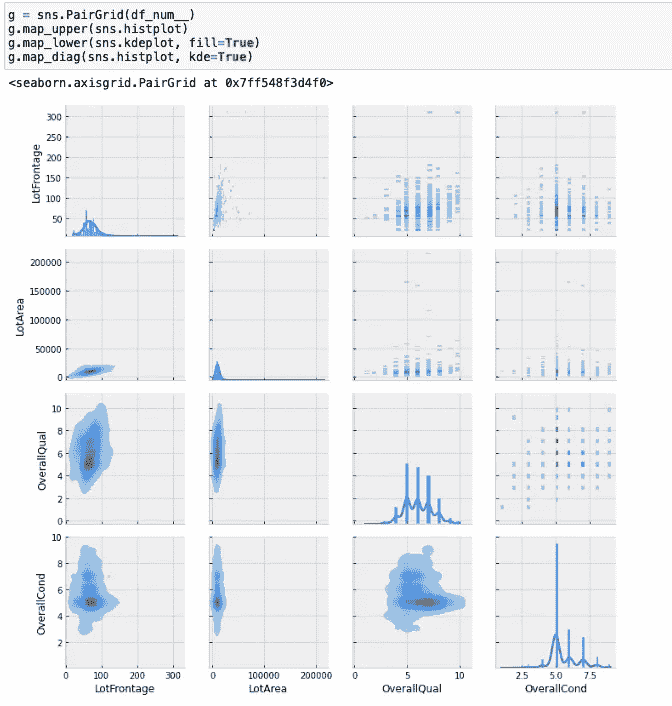 g = sns.PairGrid(df_num__)
g.map_upper(sns.histplot)
g.map_lower(sns.kdeplot, fill=True)
g.map_diag(sns.histplot, kde=True)
<seaborn.axisgrid.PairGrid at 0x7ff548f3d4f0>
300
250
200
150
100
50
LotFrontage
200000
150000
100000
50000
0
LotArea
10
8
6
4
2
0
OverallQual
10
8
6
4
2
OverallCond
0 100 200 300
LotFrontage
0 100000 200000
LotArea
0 5 10
OverallQual
2.5 5.0 7.5
OverallCond